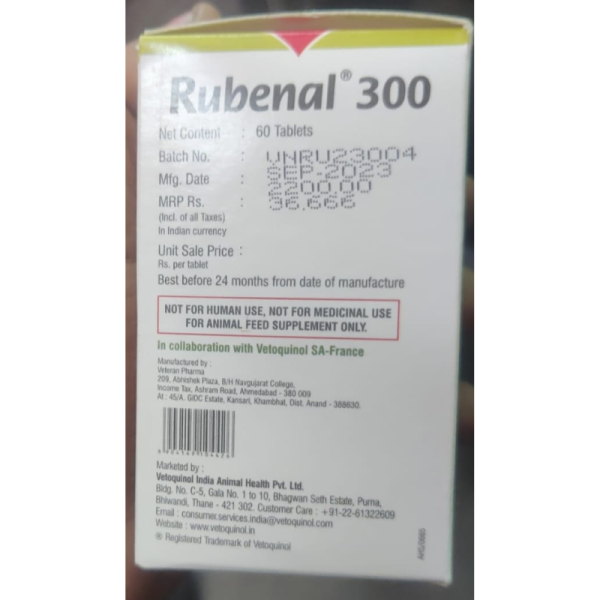 Rubenal® 300
Net Content : 60 Tablets
Batch No. : VNRU23004
Mfg. Date : SEP-2023
MRP Rs. : 2200.00
(Incl. of all Taxes) 36.666
In Indian currency
Unit Sale Price :
Rs. per tablet
Best before 24 months from date of manufacture
NOT FOR HUMAN USE, NOT FOR MEDICINAL USE
FOR ANIMAL FEED SUPPLEMENT ONLY.
In collaboration with Vetoquinol SA-France
Manufactured by :
Veteran Pharma
209, Abhishek Plaza, B/H Navgujarat College,
Income Tax, Ashram Road, Ahmedabad - 380 009
At : 45/A, GIDC Estate, Kansari, Khambhat, Dist. Anand - 388630.
Marketed by :
Vetoquinol India Animal Health Pvt. Ltd.
Bldg. No. C-5, Gala No. 1 to 10, Bhagwan Seth Estate, Purna,
Bhiwandi, Thane - 421 302. Customer Care : +91-22-61322609
Email : consumer.services.india@vetoquinol.com
Website : www.vetoquinol.in
® Registered Trademark of Vetoquinol